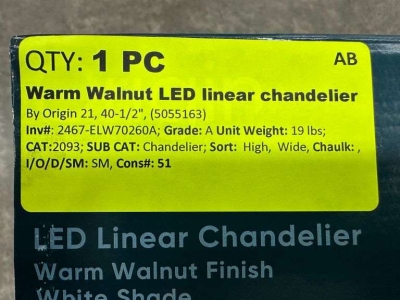 QTY: 1 PC AB
Warm Walnut LED linear chandelier
By Origin 21, 40-1/2", (5055163)
Inv#: 2467-ELW70260A; Grade: A Unit Weight: 19 lbs;
CAT:2093; SUB CAT: Chandelier; Sort: High, Wide, Chaulk: ,
I/O/D/SM: SM, Cons#: 51
LED Linear Chandelier
Warm Walnut Finish
White Shade